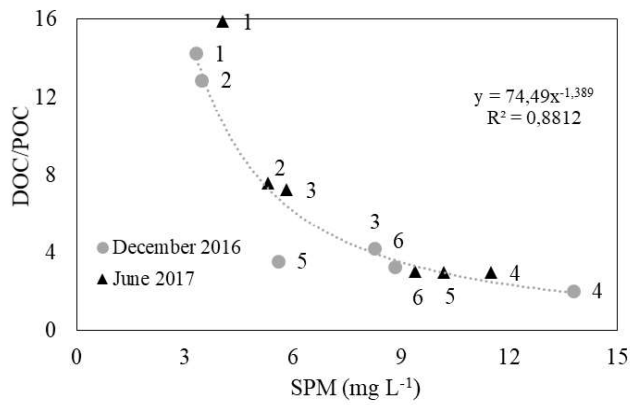 16
12
8
4
0
DOC/POC
1
1
2
y = 74,49x^-1,389
R² = 0,8812
2
3
3
6
5
4
6
5
4
December 2016
June 2017
0 3 6 9 12 15
SPM (mg L⁻¹)